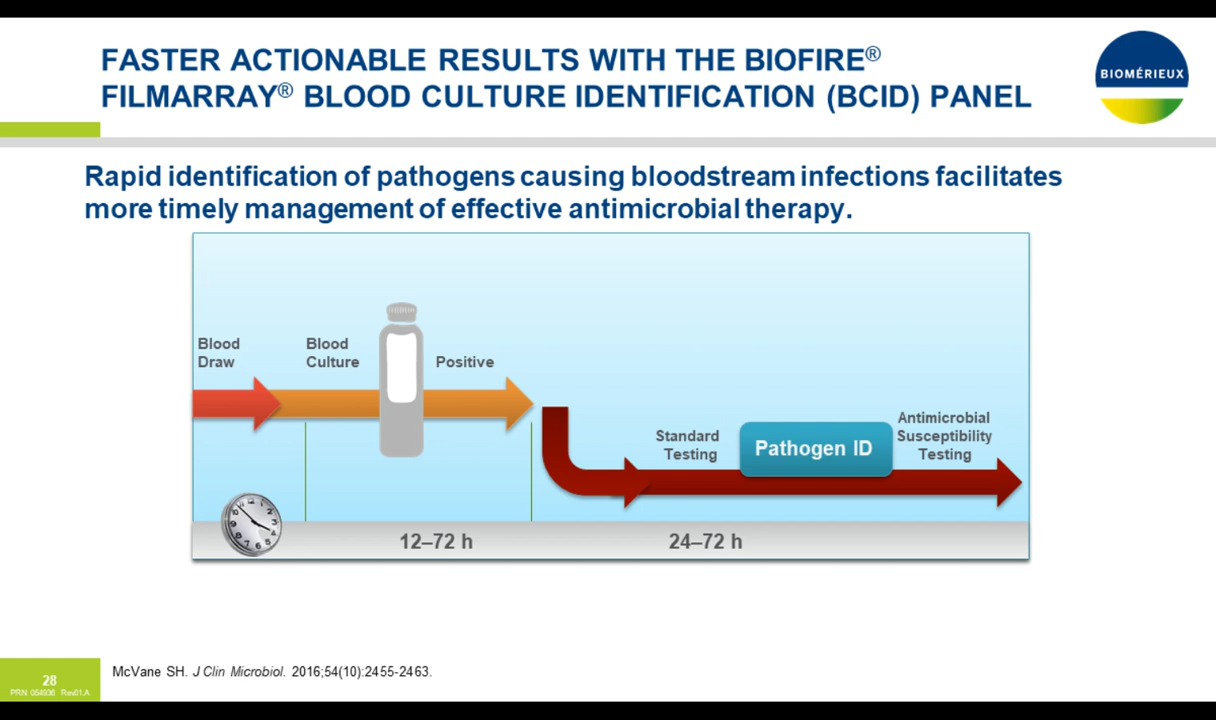 FASTER ACTIONABLE RESULTS WITH THE BIOFIRE®
FILMARRAY® BLOOD CULTURE IDENTIFICATION (BCID) PANEL
BIOMÉRIEUX
Rapid identification of pathogens causing bloodstream infections facilitates
more timely management of effective antimicrobial therapy.
Blood
Draw
Blood
Culture
Positive
Standard
Testing
Pathogen ID
Antimicrobial
Susceptibility
Testing
12–72 h
24–72 h
McVane SH. J Clin Microbiol. 2016;54(10):2455-2463.
28
PRN 054936 Rev01.A